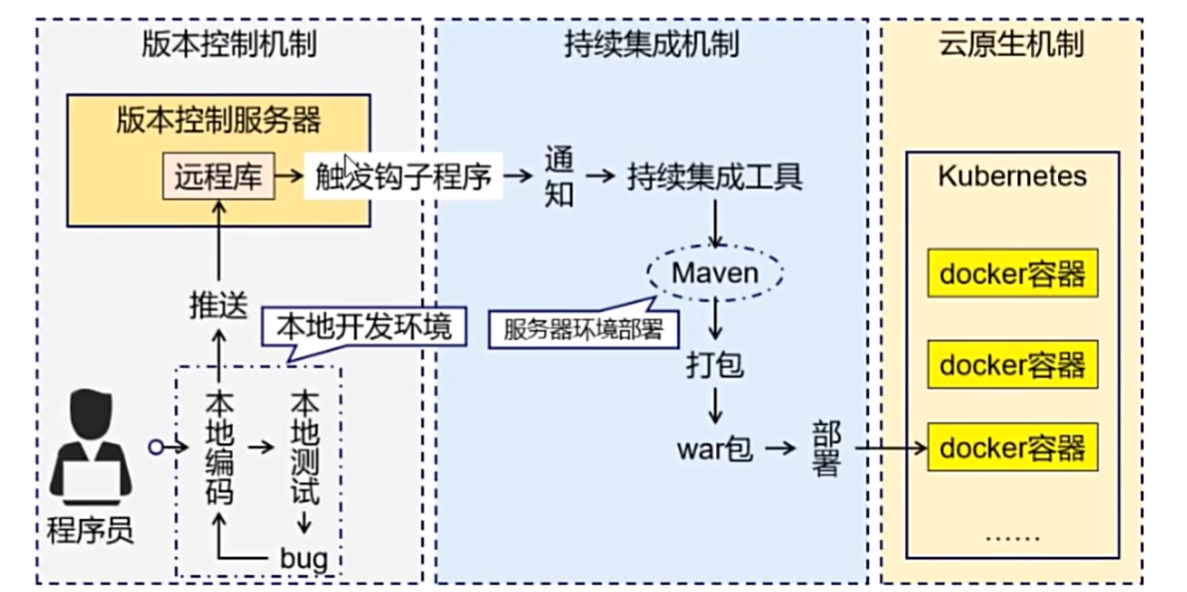 版本控制机制
版本控制服务器
远程库
触发钩子程序
推送
本地开发环境
本地编码
本地测试
bug
程序员
持续集成机制
通知
持续集成工具
Maven
服务器环境部署
打包
war包
部署
云原生机制
Kubernetes
docker容器
docker容器
docker容器
......